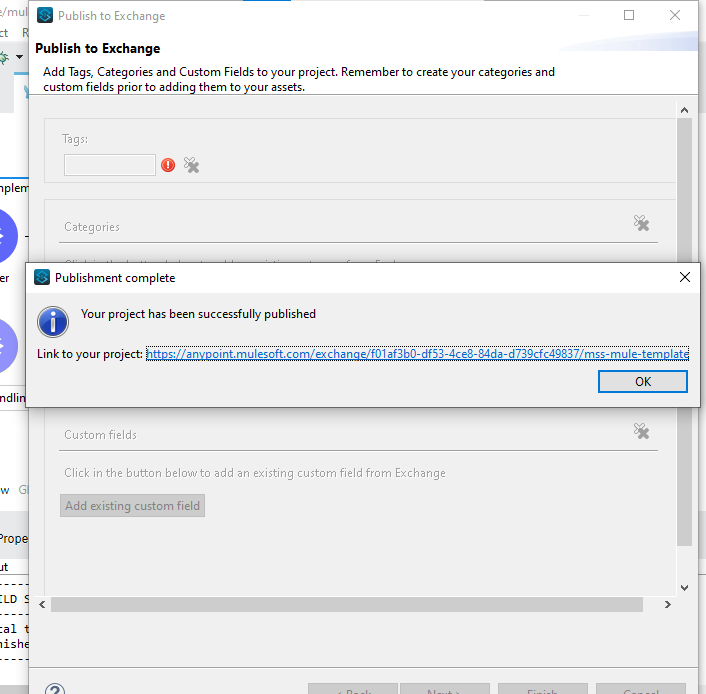 e/mul
Publish to Exchange
ct
Publish to Exchange
Add Tags, Categories and Custom Fields to your project. Remember to create your categories and
custom fields prior to adding them to your assets.
Tags:
mplem
Categories
er
Publishment complete
Your project has been successfully published
Link to your project: https://anypoint.mulesoft.com/exchange/f01af3b0-df53-4ce8-84da-d739cfc49837/mss-mule-template
OK
ndlin
Custom fields
Click in the button below to add an existing custom field from Exchange
ew Gl
Add existing custom field
Prope
ut
ILD S
tal t
nishe
< Back Next > Finish Cancel